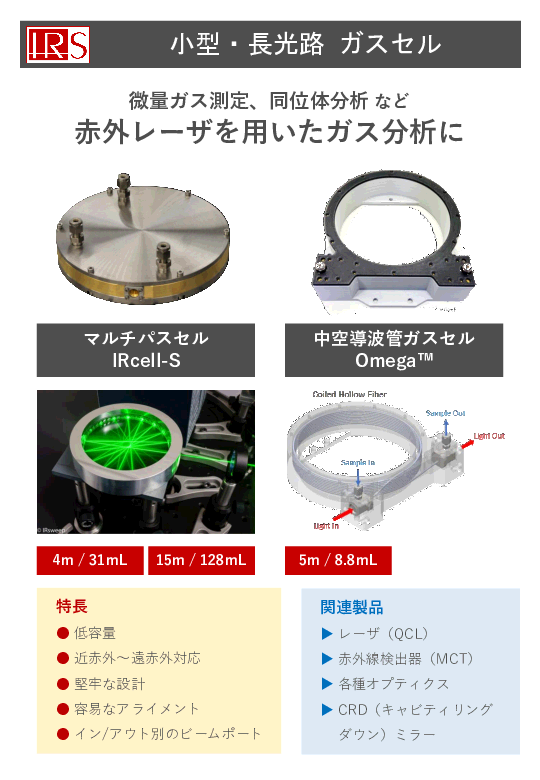 IRS
小型・長光路 ガスセル
微量ガス測定、同位体分析 など
赤外レーザを用いたガス分析に
マルチパスセル
IRcell-S
中空導波管ガスセル
Omega™
© IRsweep
Coiled Hollow Fiber
Sample Out
Light Out
Sample In
Light In
4m / 31mL
15m / 128mL
5m / 8.8mL
特長
● 低容量
● 近赤外～遠赤外対応
● 堅牢な設計
● 容易なアライメント
● イン/アウト別のビームポート
関連製品
▶ レーザ（QCL）
▶ 赤外線検出器（MCT）
▶ 各種オプティクス
▶ CRD（キャビティリング
ダウン）ミラー